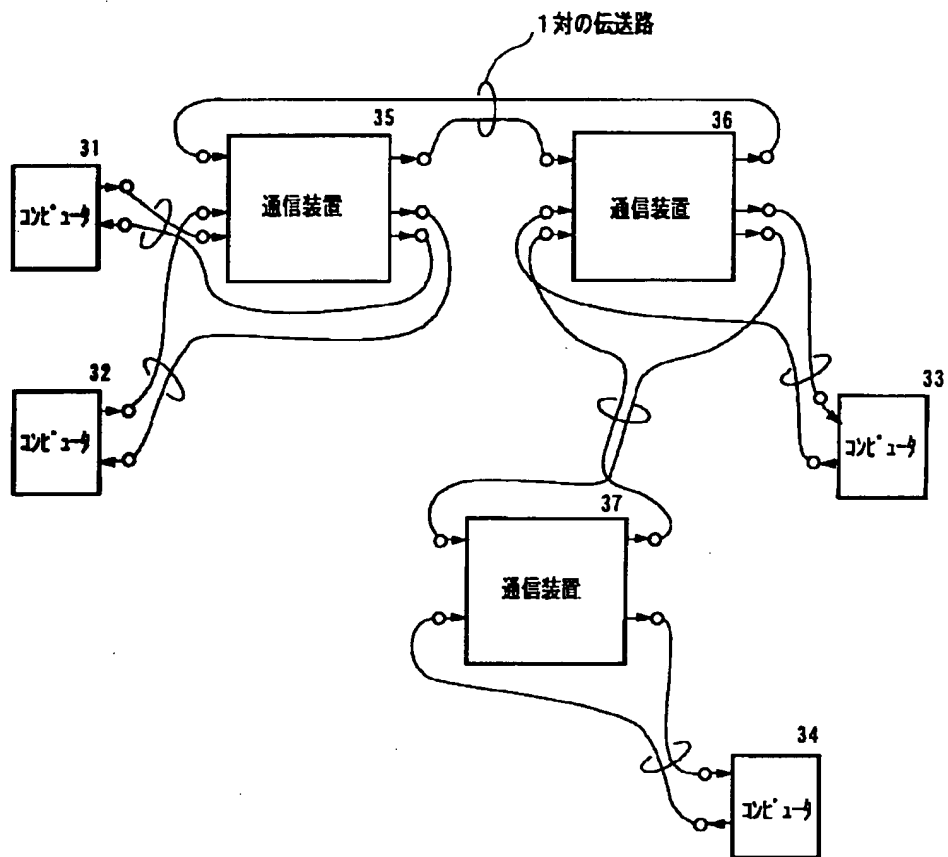 1対の伝送路
35
36
31
通信装置
通信装置
コンピュータ
32
33
コンピュータ
コンピュータ
37
通信装置
34
コンピュータ